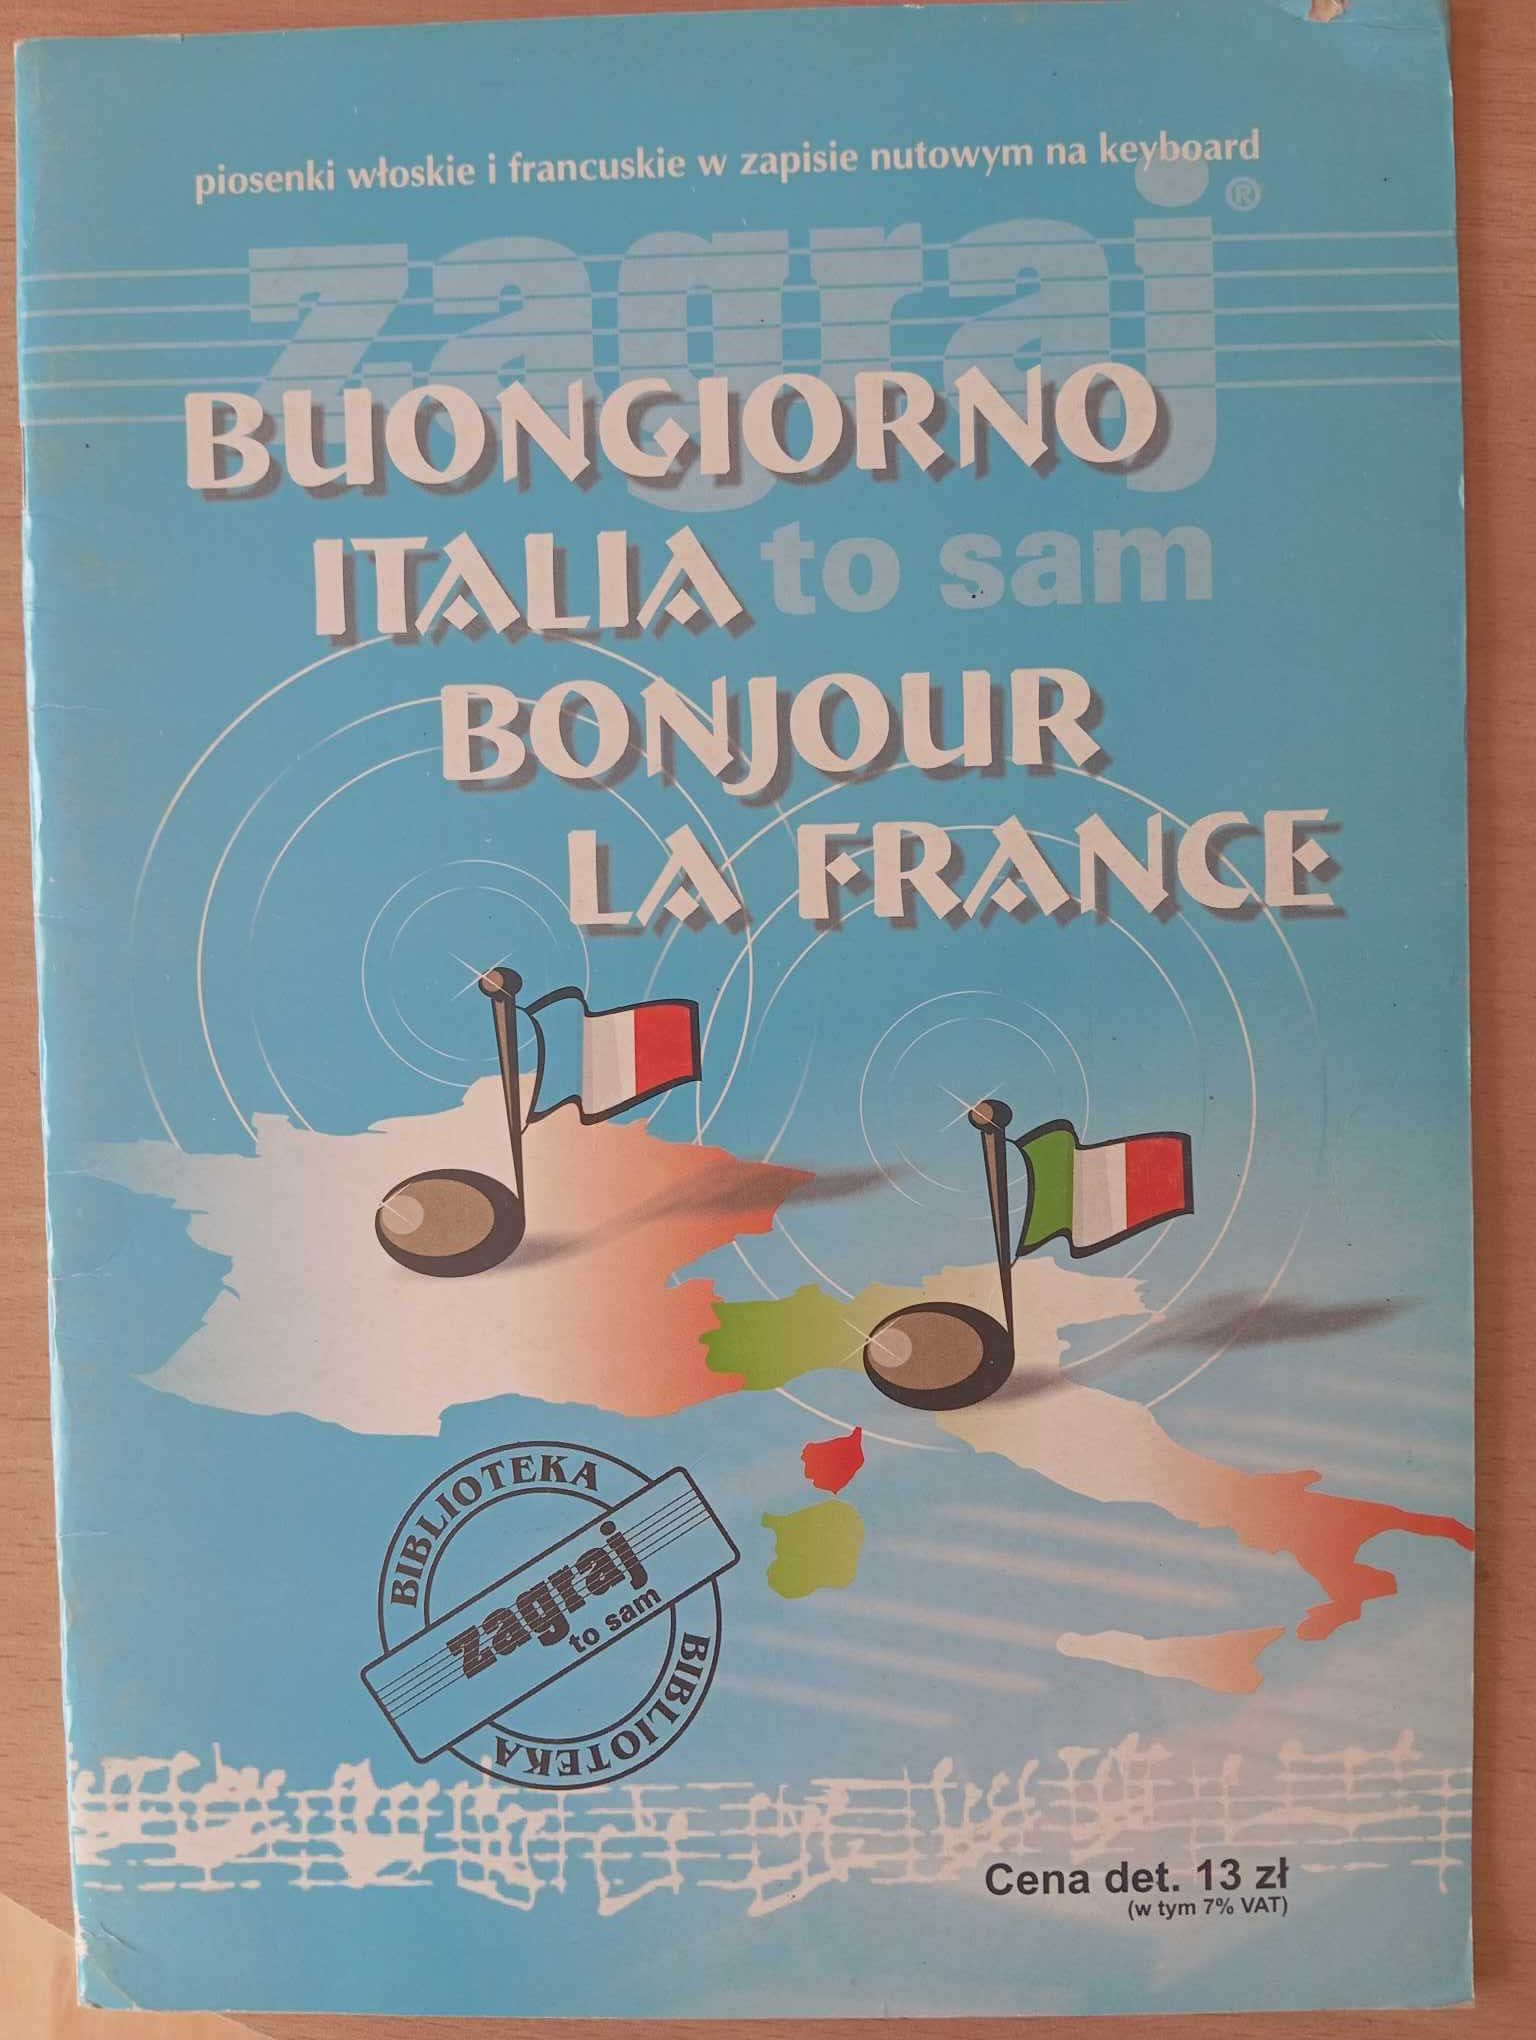 piosenki włoskie i francuskie w zapisie nutowym na keyboard
zagraj®
BUONGIORNO
ITALIA to sam
BONJOUR
LA FRANCE
BIBLIOTEKA
zagraj
to sam
BIBLIOTEKA
Cena det. 13 zł
(w tym 7% VAT)